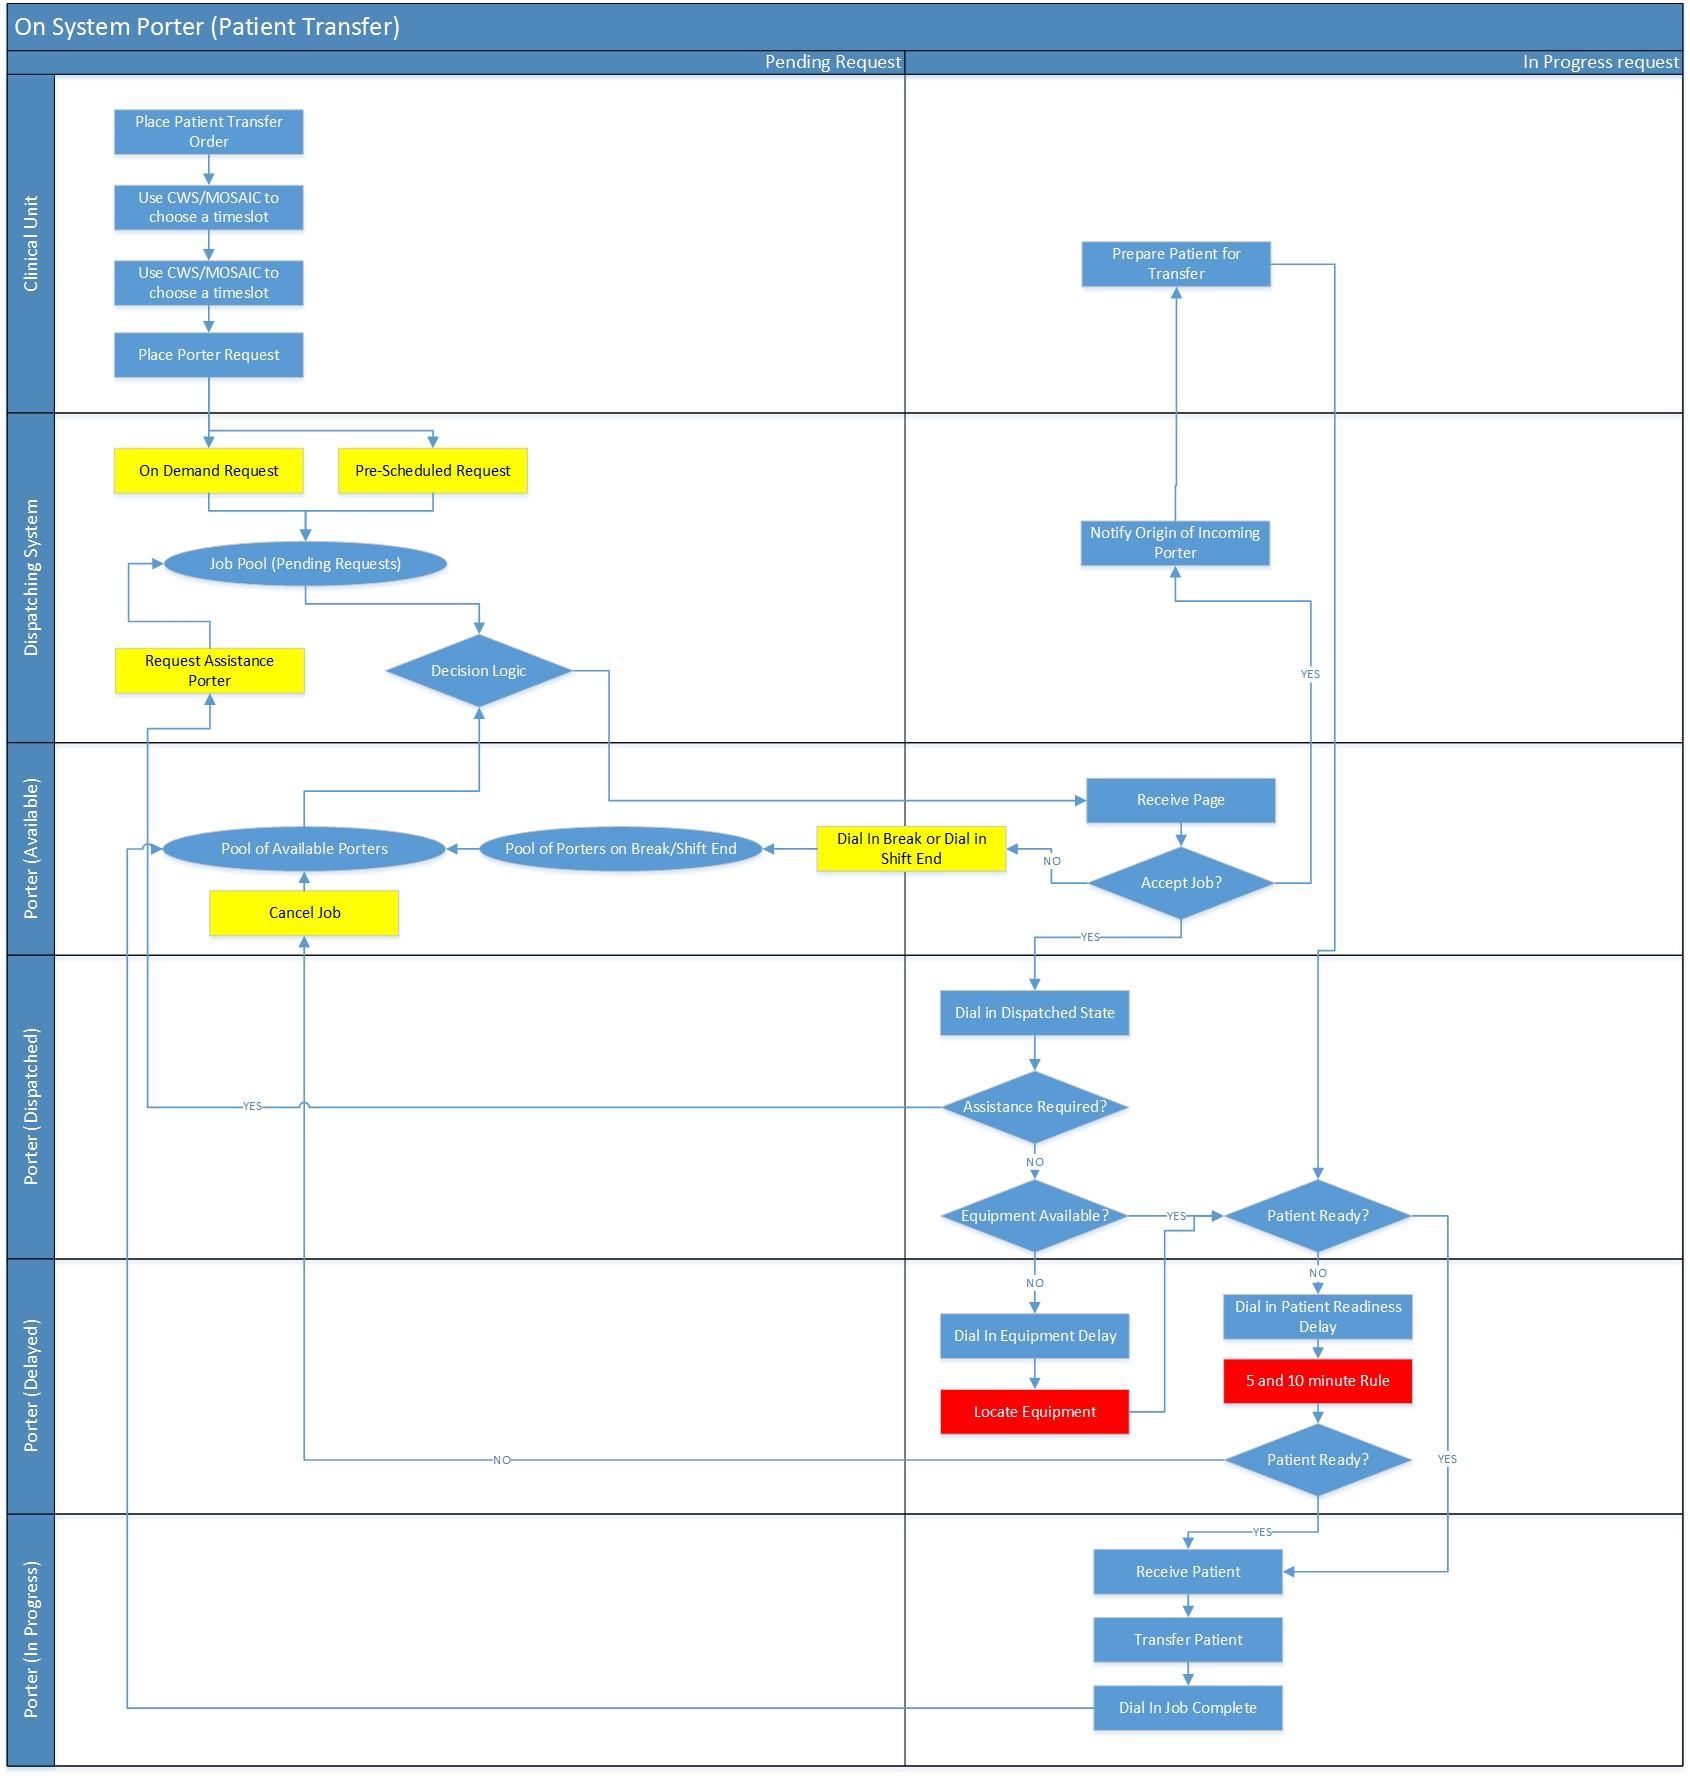 On System Porter (Patient Transfer)
Pending Request
In Progress request
Clinical Unit
Place Patient Transfer
Order
Use CWS/MOSAIC to
choose a timeslot
Use CWS/MOSAIC to
choose a timeslot
Place Porter Request
Prepare Patient for
Transfer
Dispatching System
On Demand Request
Pre-Scheduled Request
Job Pool (Pending Requests)
Request Assistance
Porter
Decision Logic
Notify Origin of Incoming
Porter
YES
Porter (Available)
Receive Page
Pool of Available Porters
Pool of Porters on Break/Shift End
Dial In Break or Dial in
Shift End
NO
Accept Job?
Cancel Job
YES
Porter (Dispatched)
Dial in Dispatched State
Assistance Required?
YES
NO
Equipment Available?
YES
Patient Ready?
Porter (Delayed)
NO
NO
Dial In Equipment Delay
Dial in Patient Readiness
Delay
Locate Equipment
5 and 10 minute Rule
Patient Ready?
NO
YES
Porter (In Progress)
YES
Receive Patient
Transfer Patient
Dial In Job Complete